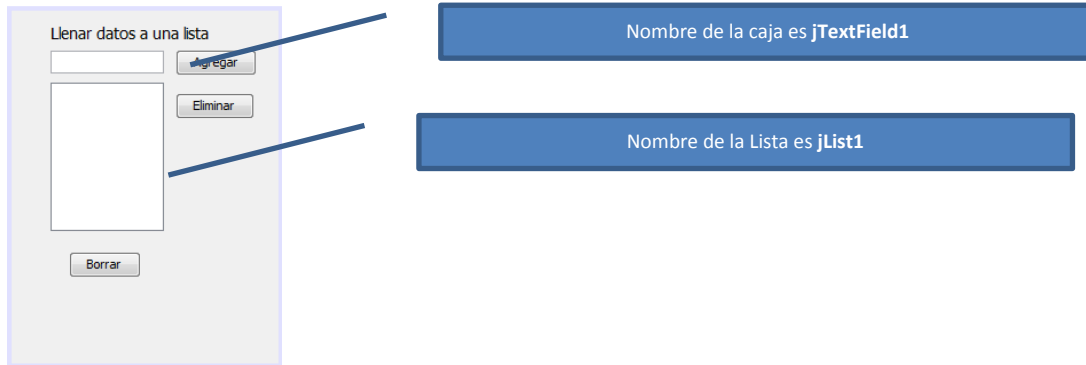 Llenar datos a una lista
Agregar
Eliminar
Borrar
Nombre de la caja es jTextField1
Nombre de la Lista es jList1